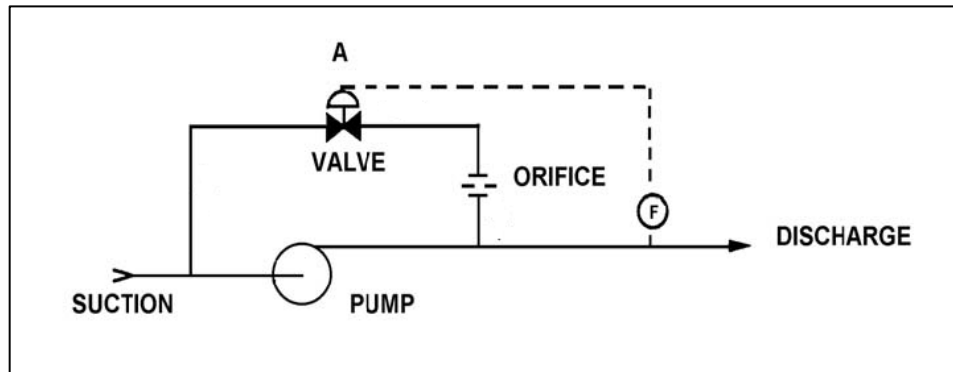 A
VALVE
ORIFICE
F
DISCHARGE
SUCTION
PUMP